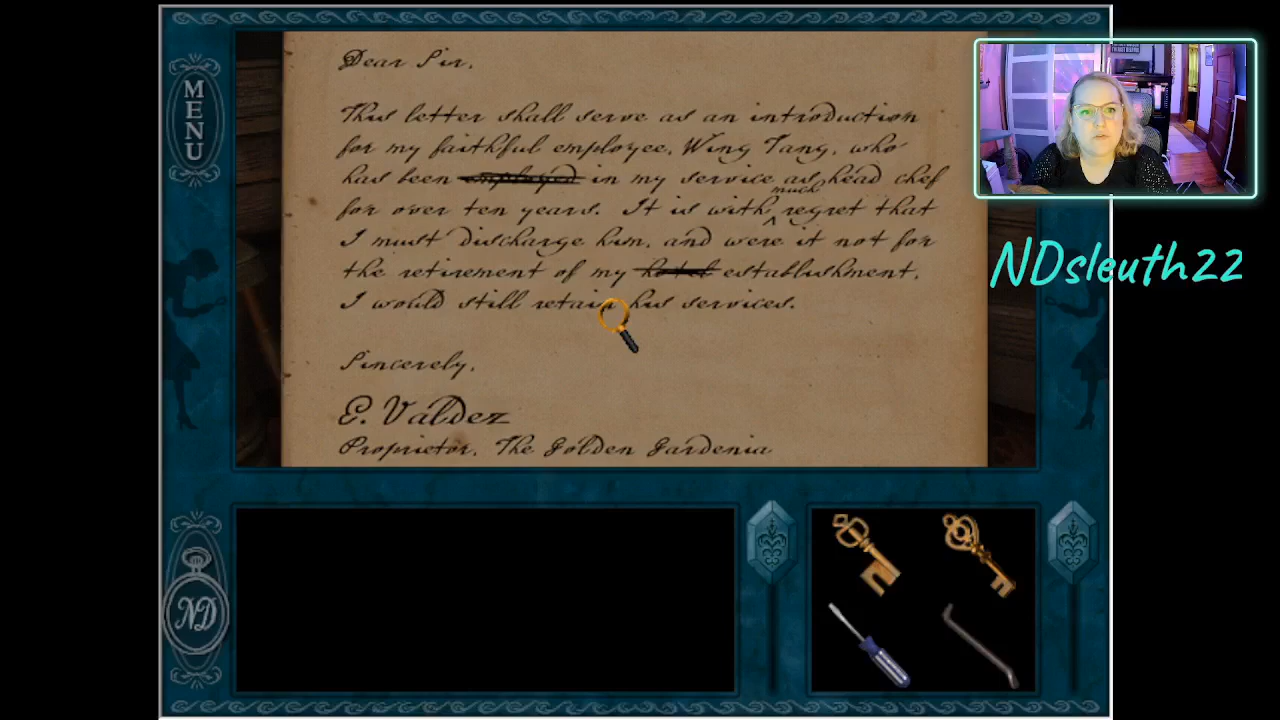 Dear Sir,
This letter shall serve as an introduction
for my faithful employee, Wing Tang, who
has been employed in my service as head chef
much
for over ten years. It is with regret that
I must discharge him, and were it not for
the retirement of my hotel establishment,
I would still retain his services.
Sincerely,
E. Valdez
Proprietor, The Golden Gardenia
MENU
ND
NDsleuth22